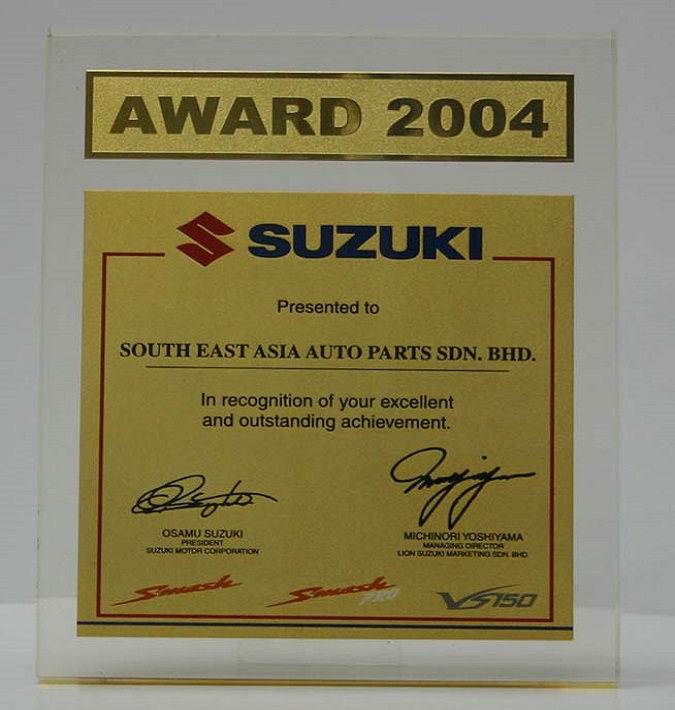 AWARD 2004
SUZUKI
Presented to
SOUTH EAST ASIA AUTO PARTS SDN. BHD.
In recognition of your excellent
and outstanding achievement.
OSAMU SUZUKI
PRESIDENT
SUZUKI MOTOR CORPORATION
MICHINORI YOSHIYAMA
MANAGING DIRECTOR
LION SUZUKI MARKETING SDN. BHD.
Smash
Smash PRO
VS150